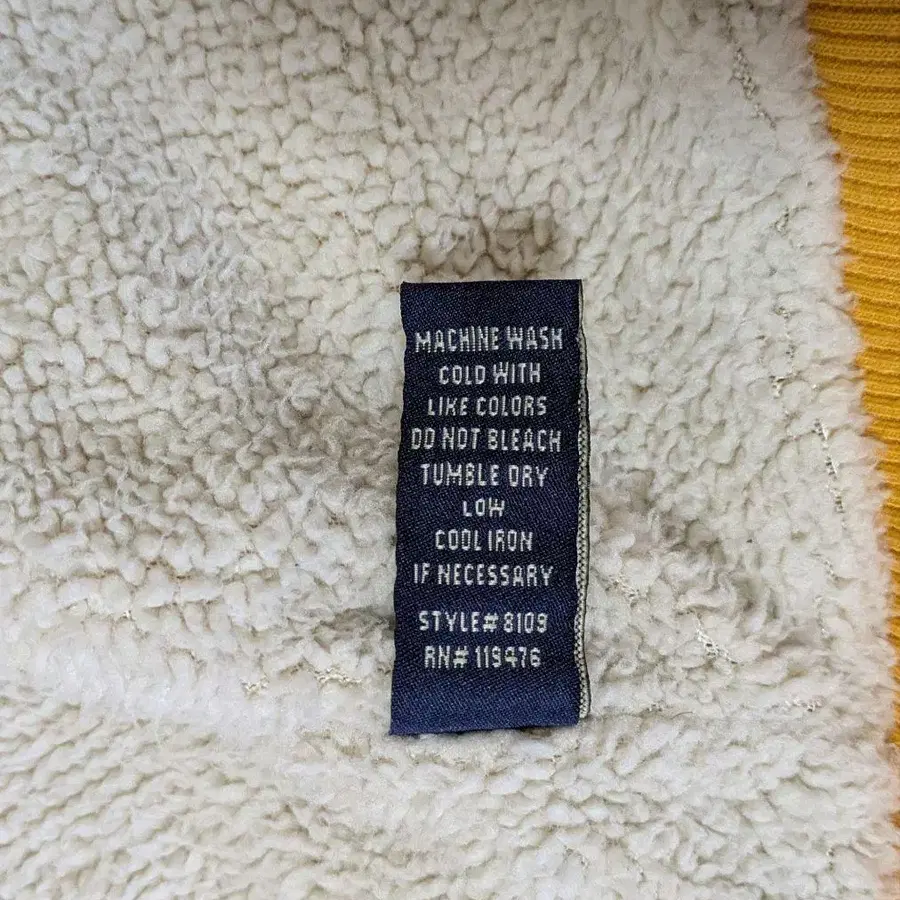 MACHINE WASH
COLD WITH
LIKE COLORS
DO NOT BLEACH
TUMBLE DRY
LOW
COOL IRON
IF NECESSARY
STYLE# 8109
RN# 119476